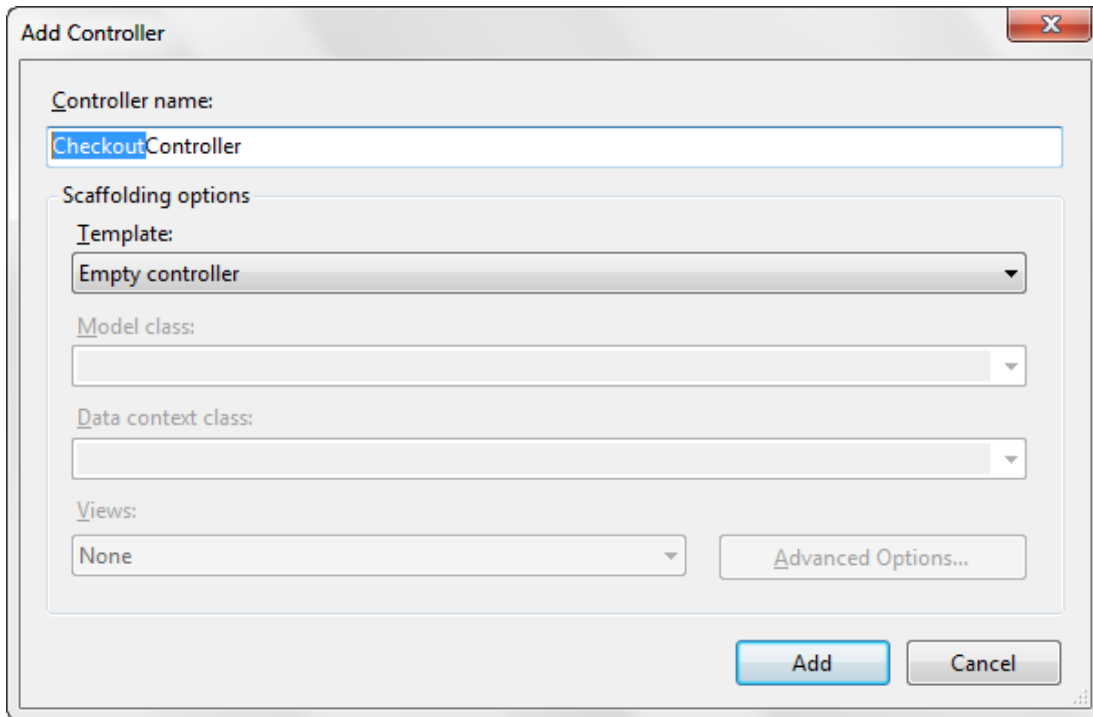 Add Controller
Controller name:
CheckoutController
Scaffolding options
Template:
Empty controller
Model class:
Data context class:
Views:
None
Advanced Options...
Add Cancel